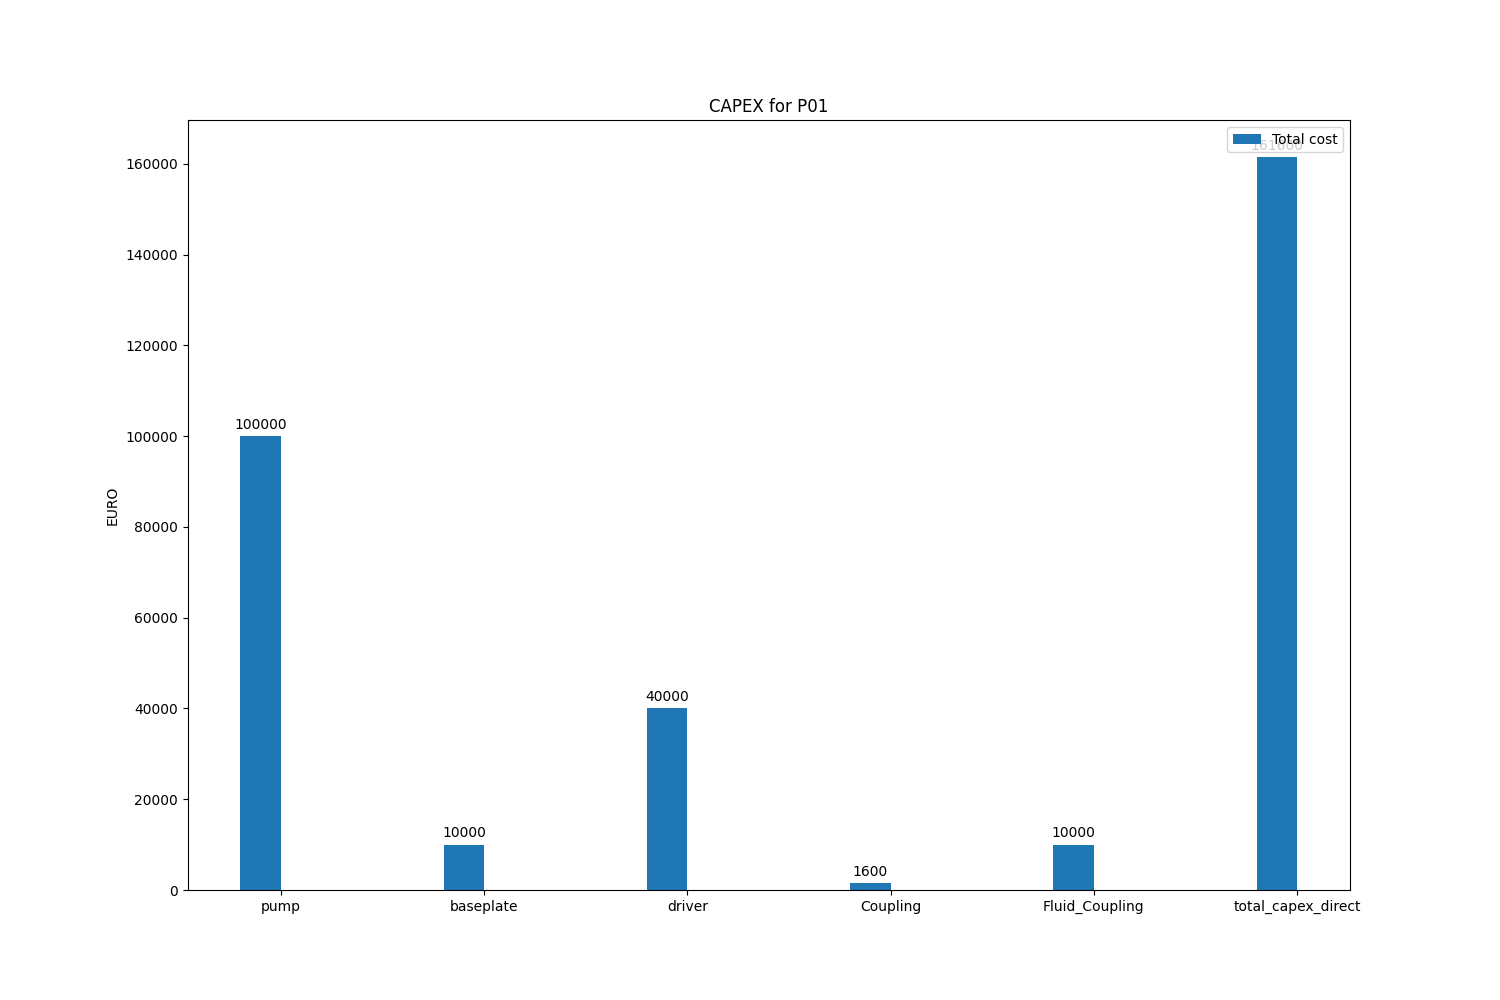 CAPEX for P01
Total cost
160000
140000
120000
100000
80000
60000
40000
20000
0
EURO
100000
10000
40000
1600
10000
pump
baseplate
driver
Coupling
Fluid_Coupling
total_capex_direct